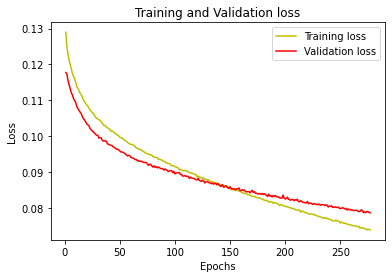 Training and Validation loss
Training loss
Validation loss
Loss
0.13
0.12
0.11
0.10
0.09
0.08
0 50 100 150 200 250
Epochs